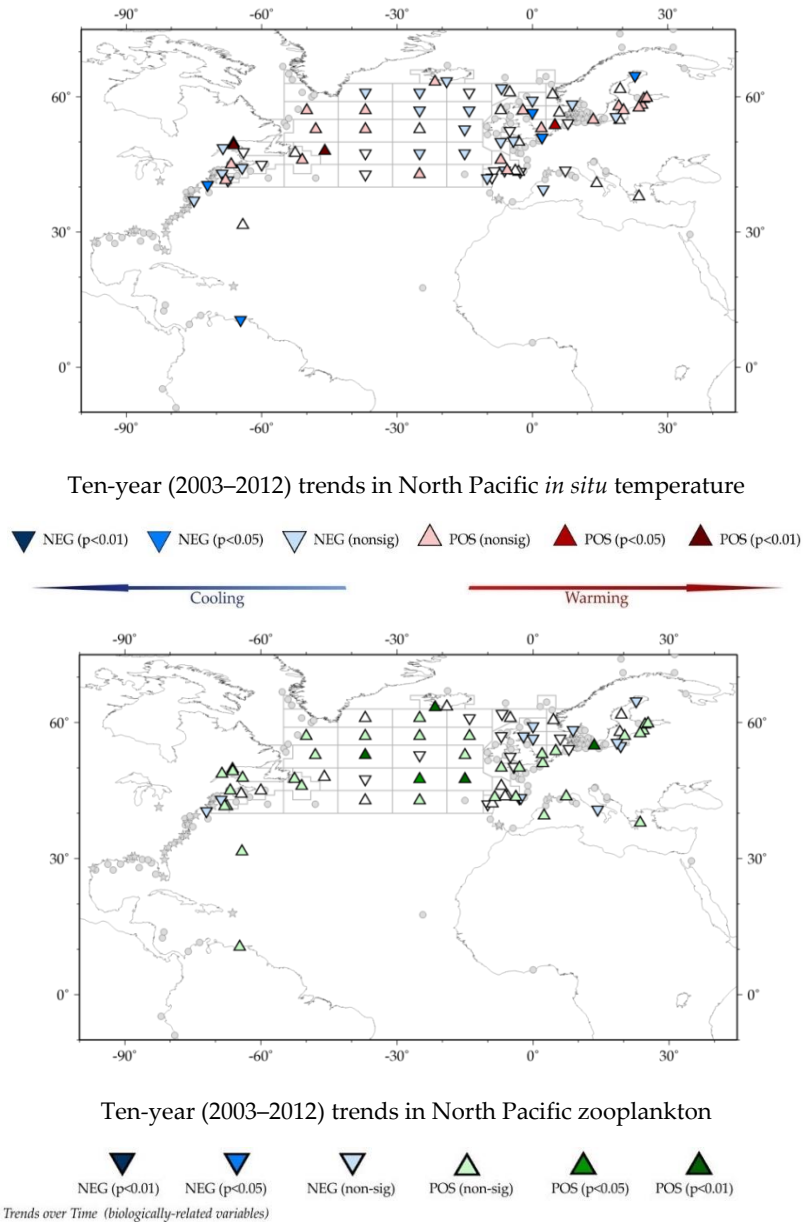 -90° -60° -30° 0° 30°
60° 60°
30° 30°
0° 0°
-90° -60° -30° 0° 30°
Ten-year (2003–2012) trends in North Pacific in situ temperature
NEG (p<0.01) NEG (p<0.05) NEG (nonsig) POS (nonsig) POS (p<0.05) POS (p<0.01)
Cooling Warming
-90° -60° -30° 0° 30°
60° 60°
30° 30°
0° 0°
-90° -60° -30° 0° 30°
Ten-year (2003–2012) trends in North Pacific zooplankton
NEG (p<0.01) NEG (p<0.05) NEG (non-sig) POS (non-sig) POS (p<0.05) POS (p<0.01)
Trends over Time (biologically-related variables)